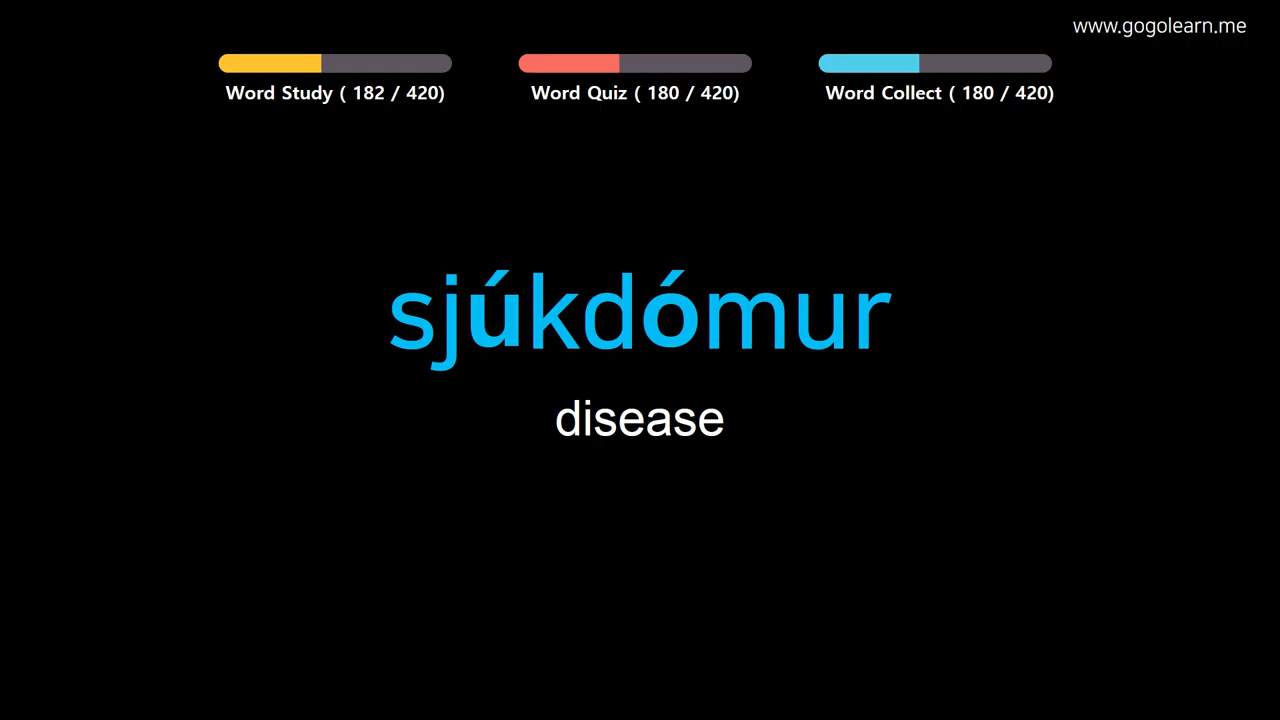 www.gogolearn.me
Word Study ( 182 / 420)
Word Quiz ( 180 / 420)
Word Collect ( 180 / 420)
sjúkdómur
disease